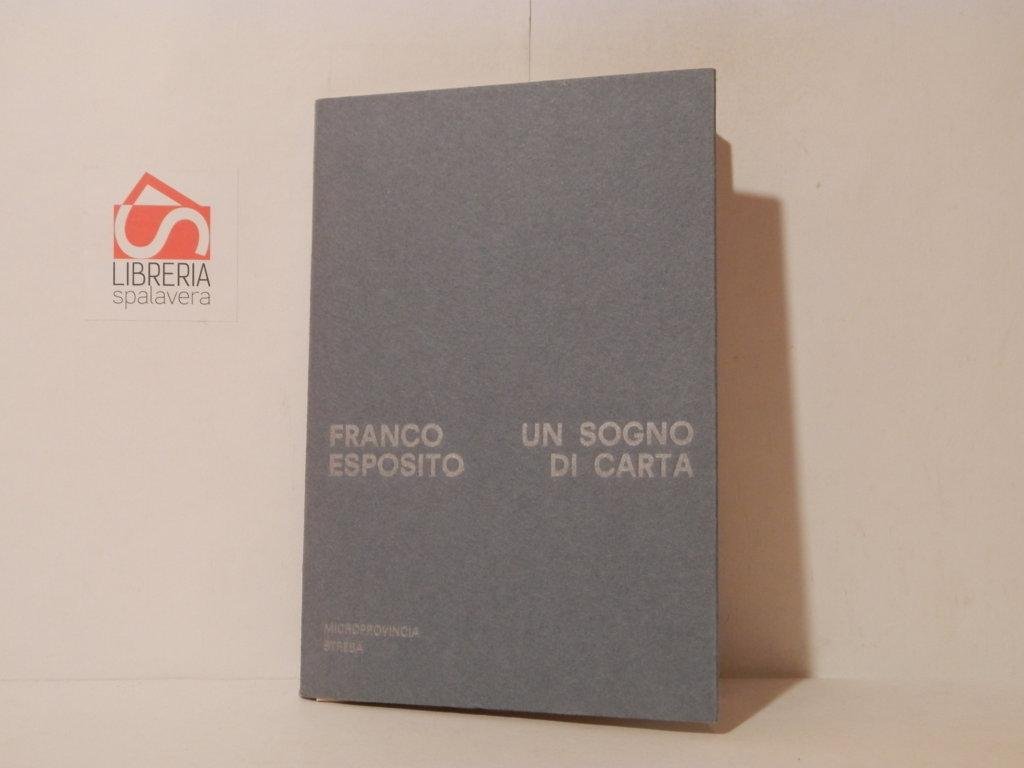 LIBRERIA
spalavera
FRANCO
ESPOSITO
UN SOGNO
DI CARTA
MICROPROVINCIA
STRESA